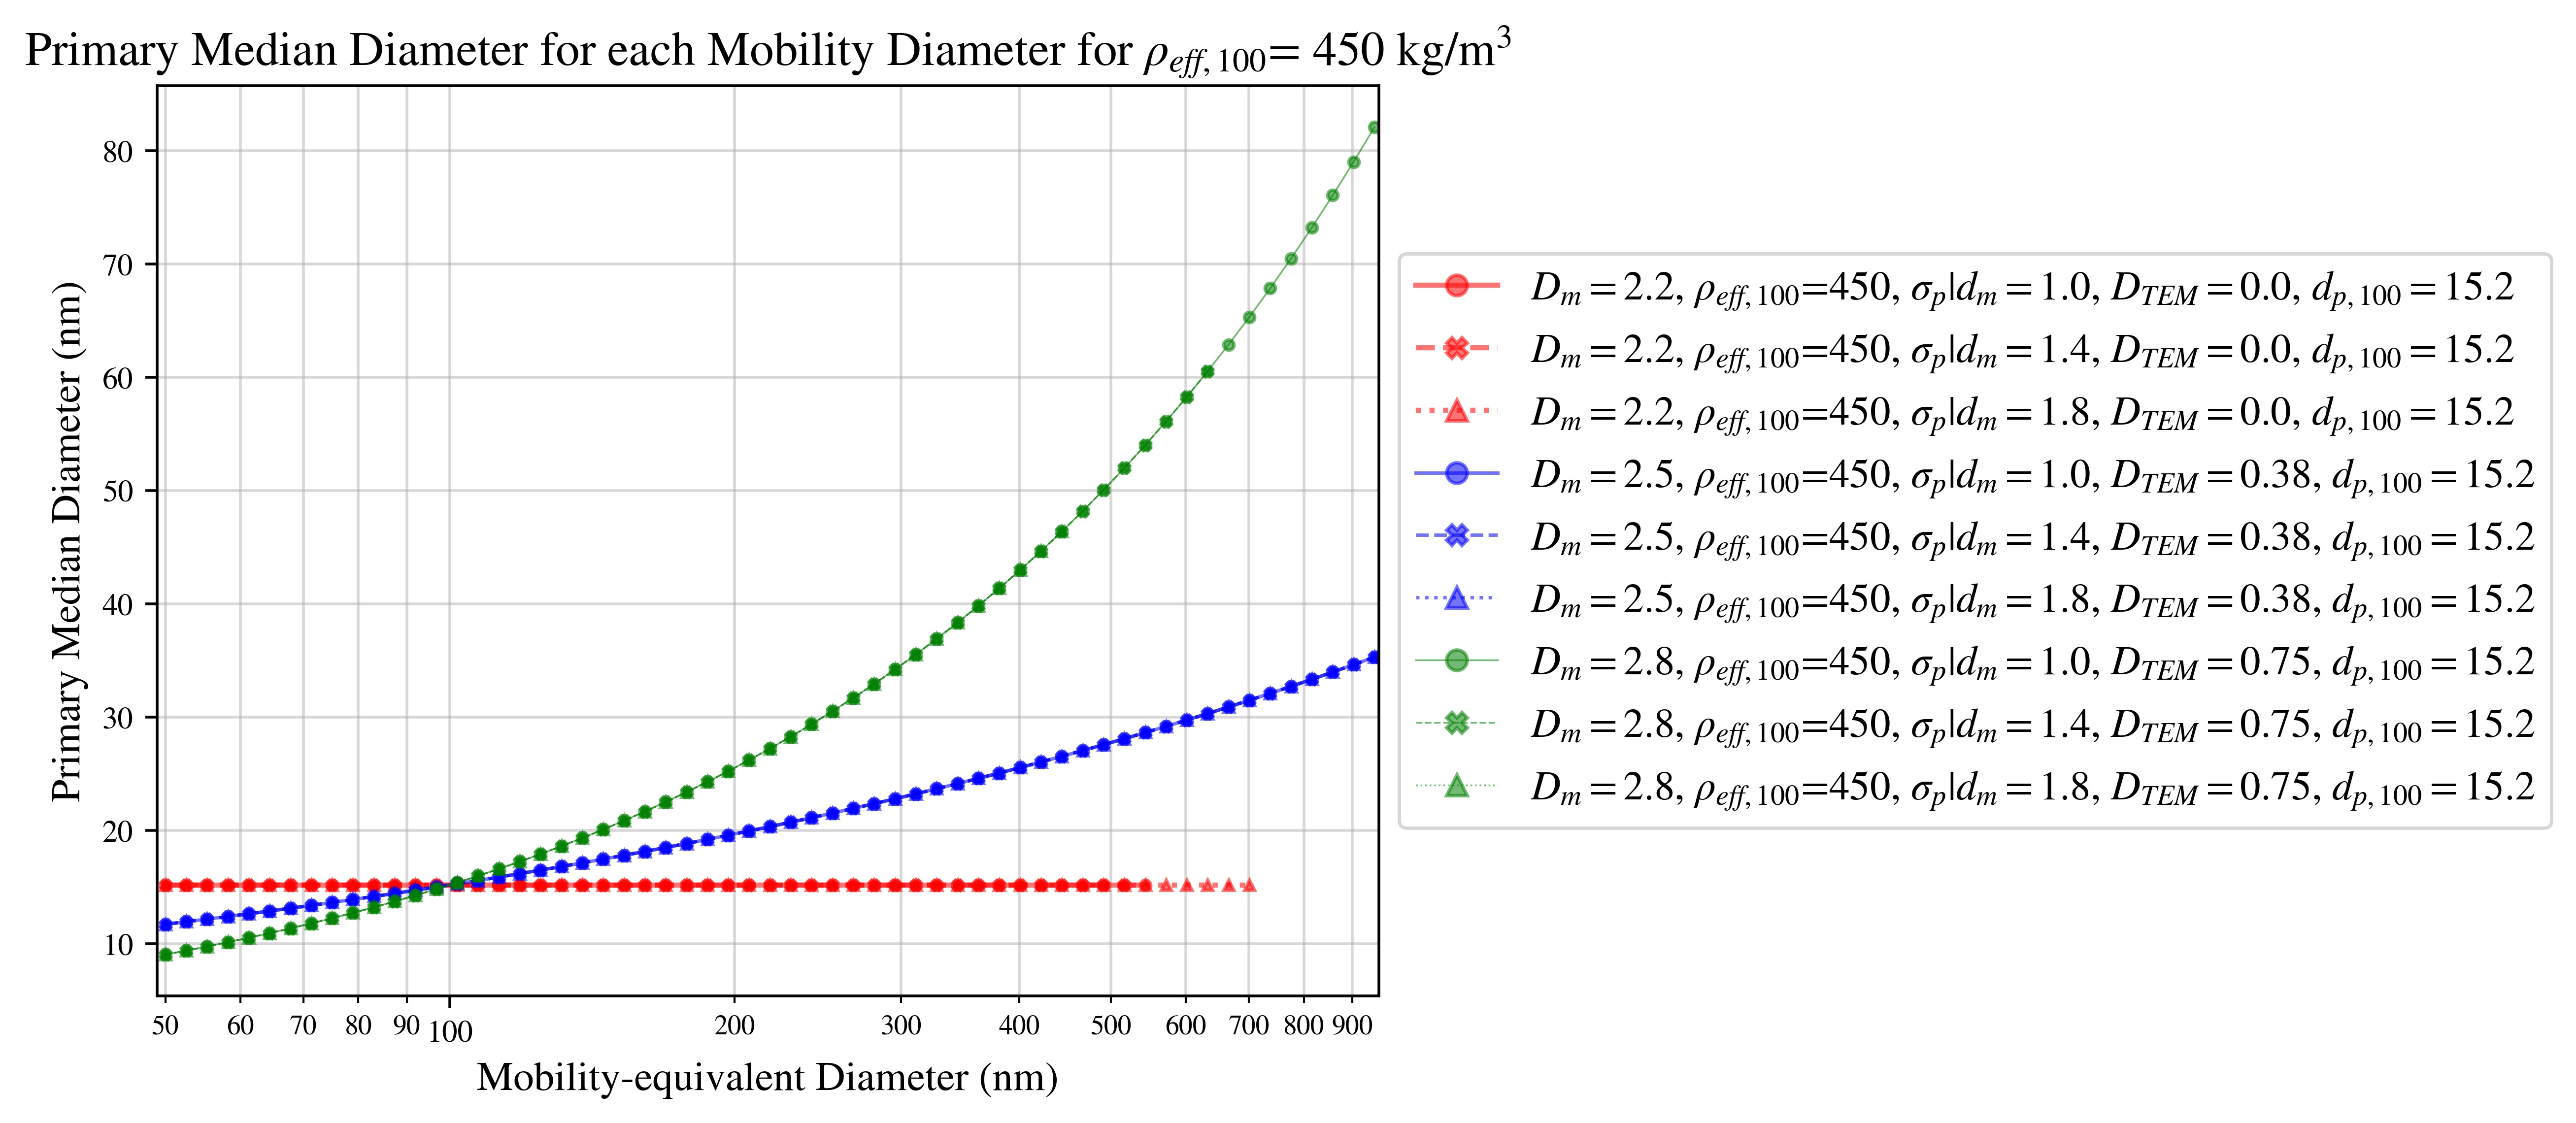 Primary Median Diameter for each Mobility Diameter for ρeff,100= 450 kg/m³
Primary Median Diameter (nm)
80
70
60
50
40
30
20
10
50 60 70 80 90 100 200 300 400 500 600 700 800 900
Mobility-equivalent Diameter (nm)
Dm = 2.2, ρeff,100=450, σp|dm = 1.0, DTEM = 0.0, dp,100 = 15.2
Dm = 2.2, ρeff,100=450, σp|dm = 1.4, DTEM = 0.0, dp,100 = 15.2
Dm = 2.2, ρeff,100=450, σp|dm = 1.8, DTEM = 0.0, dp,100 = 15.2
Dm = 2.5, ρeff,100=450, σp|dm = 1.0, DTEM = 0.38, dp,100 = 15.2
Dm = 2.5, ρeff,100=450, σp|dm = 1.4, DTEM = 0.38, dp,100 = 15.2
Dm = 2.5, ρeff,100=450, σp|dm = 1.8, DTEM = 0.38, dp,100 = 15.2
Dm = 2.8, ρeff,100=450, σp|dm = 1.0, DTEM = 0.75, dp,100 = 15.2
Dm = 2.8, ρeff,100=450, σp|dm = 1.4, DTEM = 0.75, dp,100 = 15.2
Dm = 2.8, ρeff,100=450, σp|dm = 1.8, DTEM = 0.75, dp,100 = 15.2